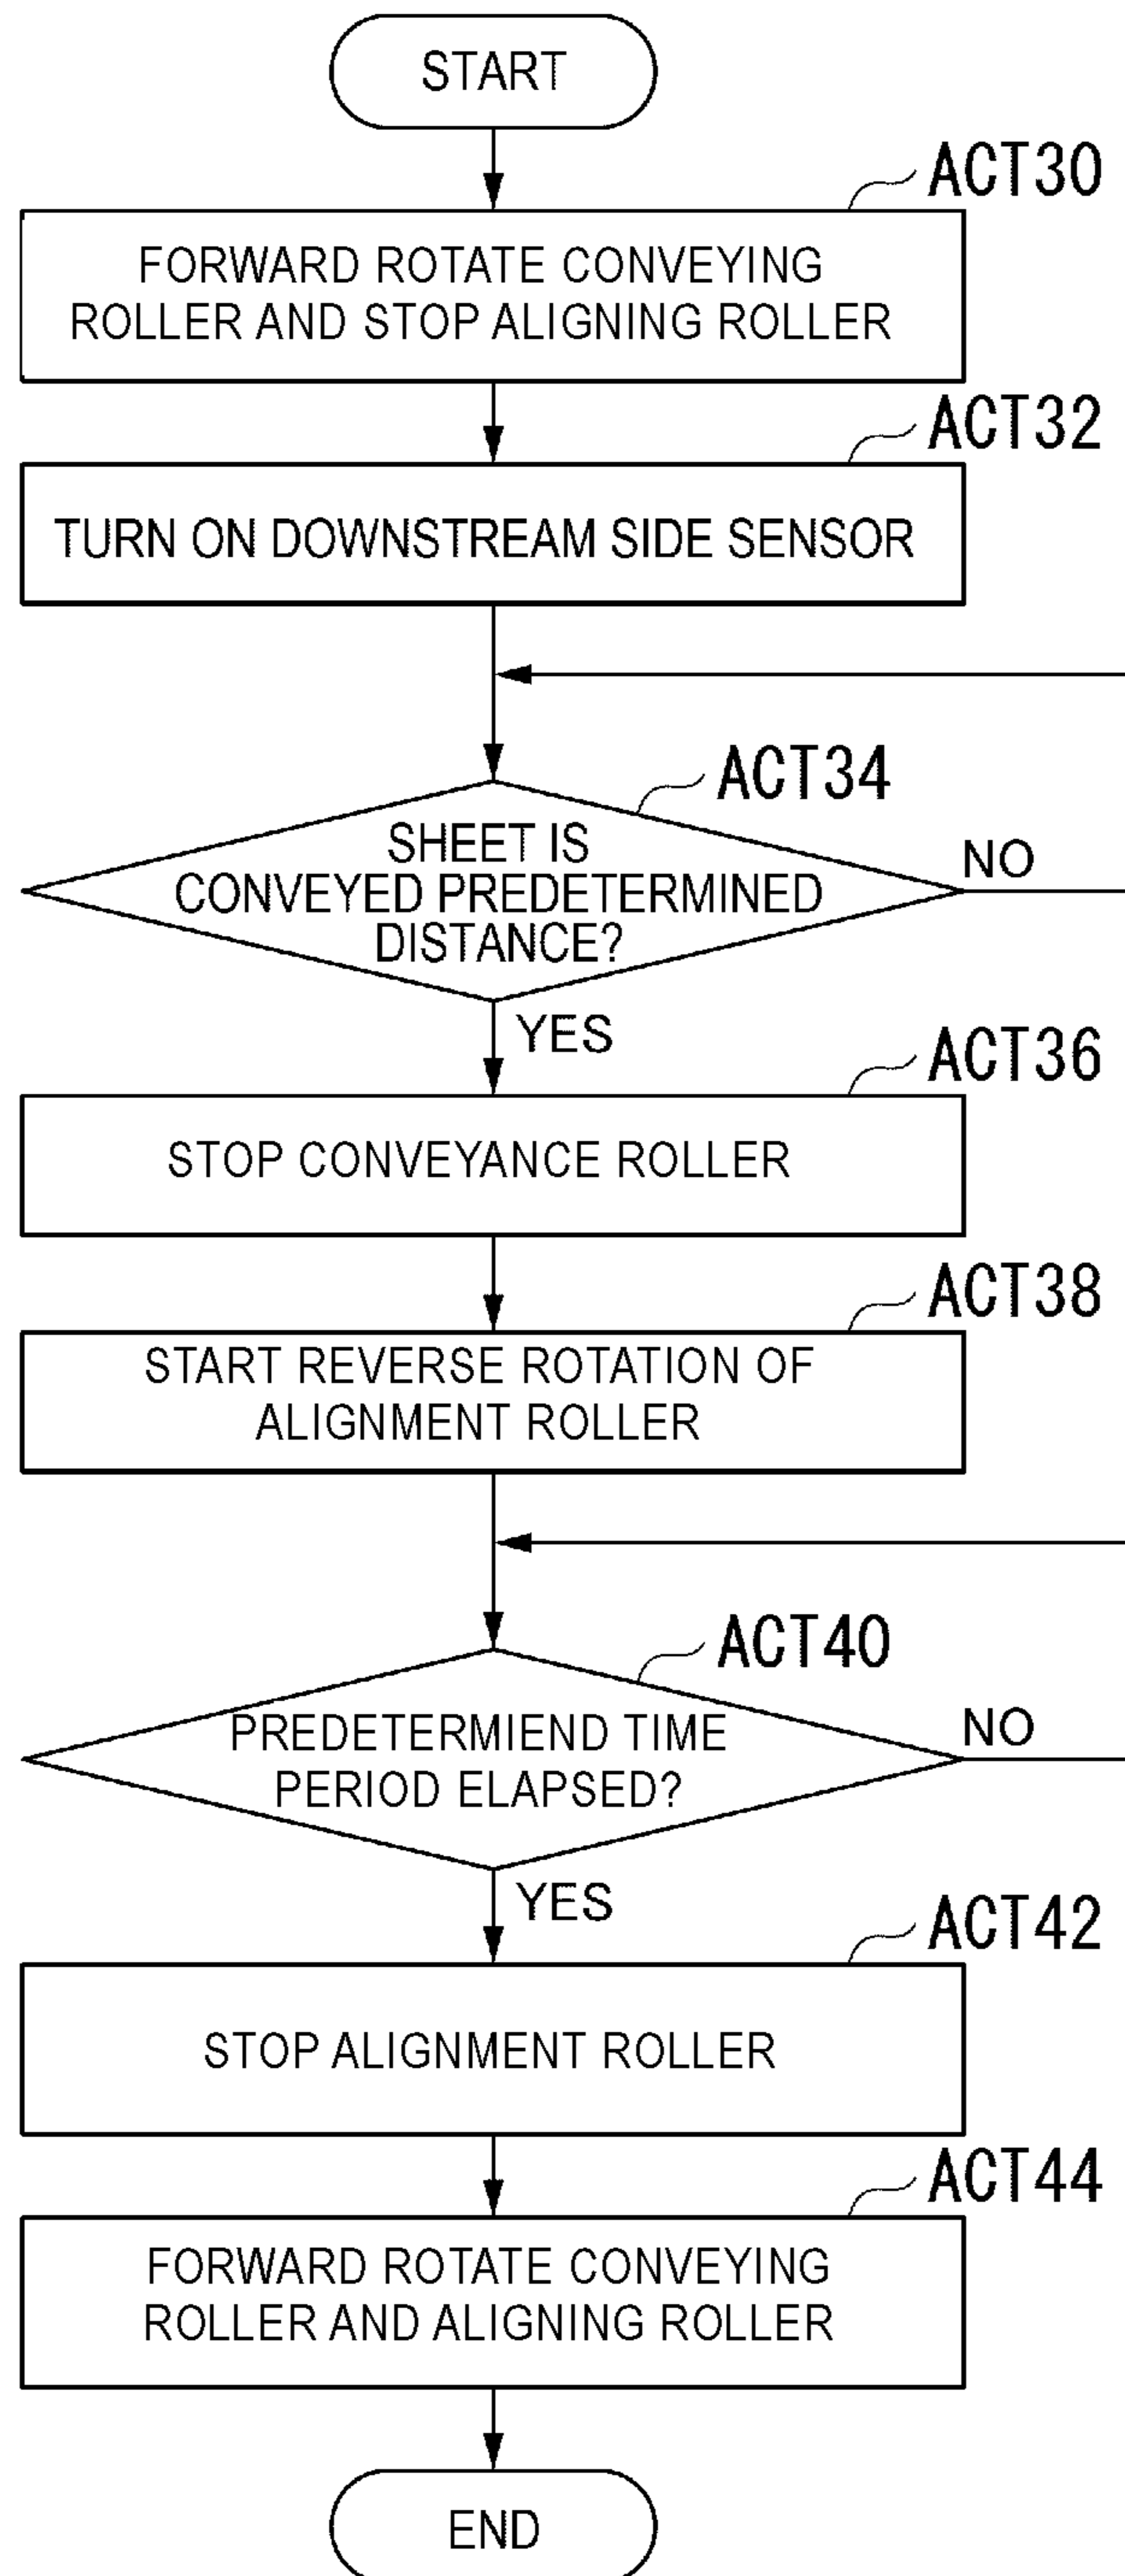 START
ACT30
FORWARD ROTATE CONVEYING
ROLLER AND STOP ALIGNING ROLLER
ACT32
TURN ON DOWNSTREAM SIDE SENSOR
ACT34
SHEET IS
CONVEYED PREDETERMINED
DISTANCE?
NO
YES
ACT36
STOP CONVEYANCE ROLLER
ACT38
START REVERSE ROTATION OF
ALIGNMENT ROLLER
ACT40
PREDETERMIEND TIME
PERIOD ELAPSED?
NO
YES
ACT42
STOP ALIGNMENT ROLLER
ACT44
FORWARD ROTATE CONVEYING
ROLLER AND ALIGNING ROLLER
END